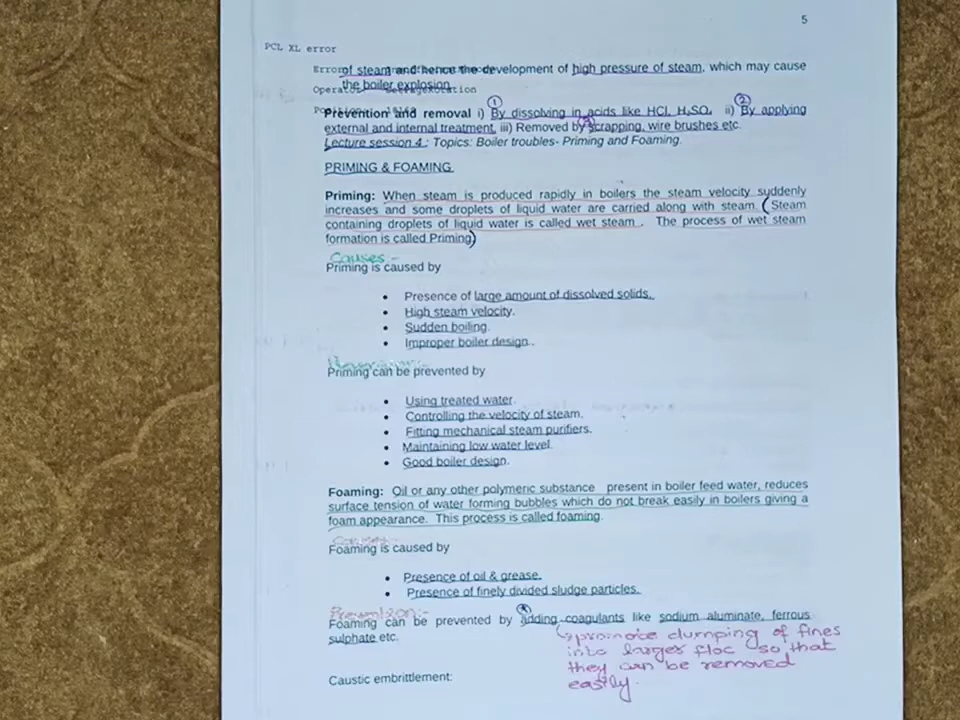 5
PCL XL error
Error
of steam and hence the development of high pressure of steam, which may cause
Operator
the boiler explosion
Position
Prevention and removal i) By dissolving in acids like HCl, H₂SO₄ ii) By applying
1
2
external and internal treatment, iii) Removed by scrapping, wire brushes etc.
3
Lecture session 4 : Topics: Boiler troubles- Priming and Foaming.
PRIMING & FOAMING
Priming: When steam is produced rapidly in boilers the steam velocity suddenly
increases and some droplets of liquid water are carried along with steam. (Steam
containing droplets of liquid water is called wet steam . The process of wet steam
formation is called Priming)
Causes:-
Priming is caused by
• Presence of large amount of dissolved solids.
• High steam velocity.
• Sudden boiling.
• Improper boiler design .
Priming can be prevented by
• Using treated water.
• Controlling the velocity of steam.
• Fitting mechanical steam purifiers.
• Maintaining low water level.
• Good boiler design.
Foaming: Oil or any other polymeric substance present in boiler feed water, reduces
surface tension of water forming bubbles which do not break easily in boilers giving a
foam appearance. This process is called foaming.
Causes:-
Foaming is caused by
• Presence of oil & grease.
• Presence of finely divided sludge particles.
Prevention:-
Foaming can be prevented by adding coagulants like sodium aluminate, ferrous
sulphate etc.
promote clumping of fines
into larger floc so that
they can be removed
easily.
Caustic embrittlement: